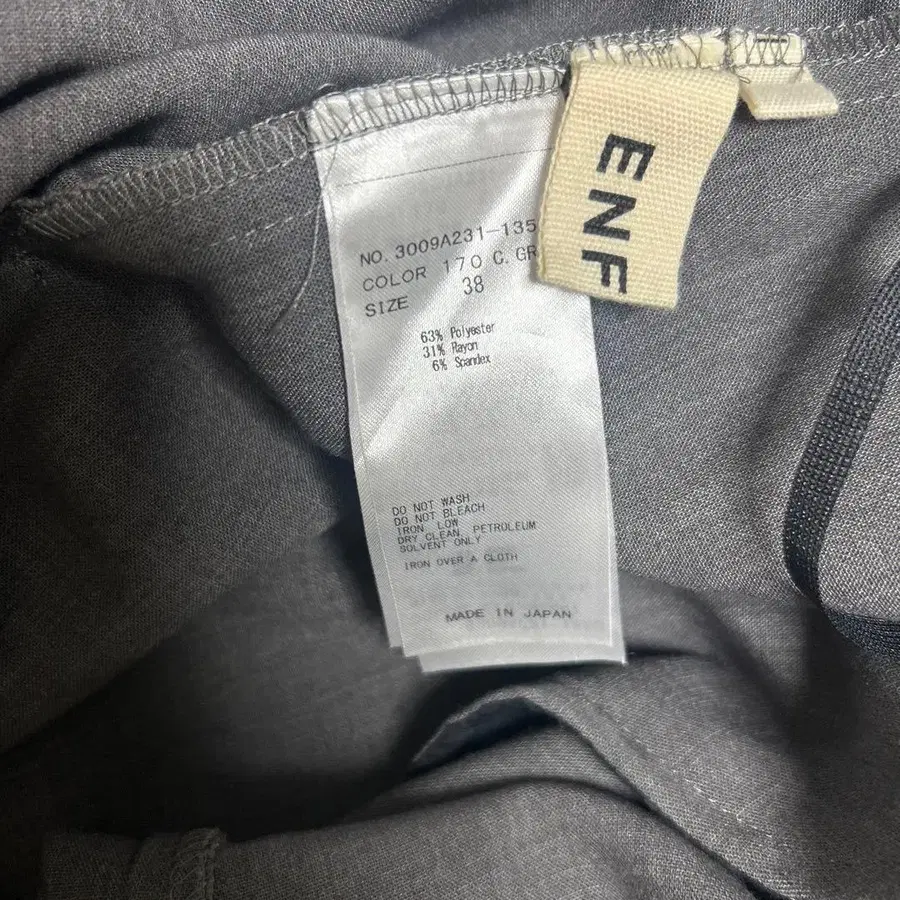 NO. 3009A231-135
COLOR 170 C. GR
SIZE 38
63% Polyester
31% Rayon
6% Spandex
DO NOT WASH
DO NOT BLEACH
IRON LOW
DRY CLEAN, PETROLEUM
SOLVENT ONLY
IRON OVER A CLOTH
MADE IN JAPAN
ENF